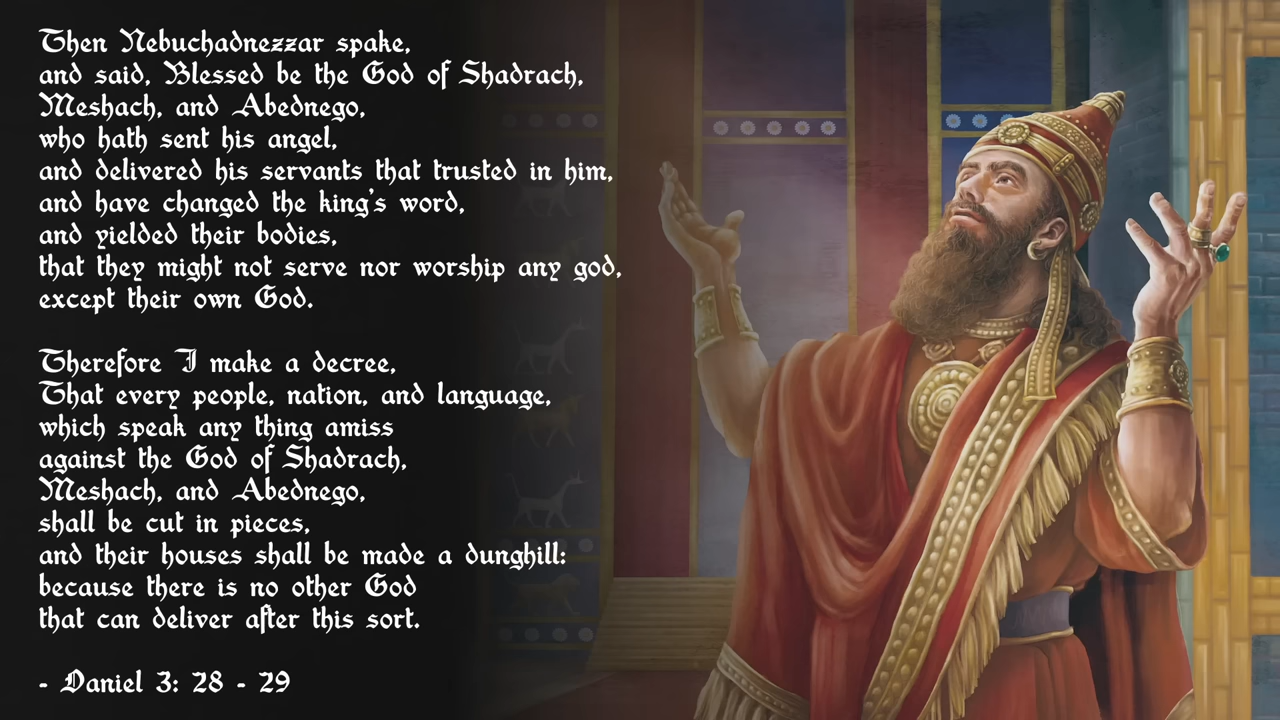 Then Nebuchadnezzar spake,
and said, Blessed be the God of Shadrach,
Meshach, and Abednego,
who hath sent his angel,
and delivered his servants that trusted in him,
and have changed the king's word,
and yielded their bodies,
that they might not serve nor worship any god,
except their own God.
Therefore I make a decree,
That every people, nation, and language,
which speak any thing amiss
against the God of Shadrach,
Meshach, and Abednego,
shall be cut in pieces,
and their houses shall be made a dunghill:
because there is no other God
that can deliver after this sort.
- Daniel 3: 28 - 29